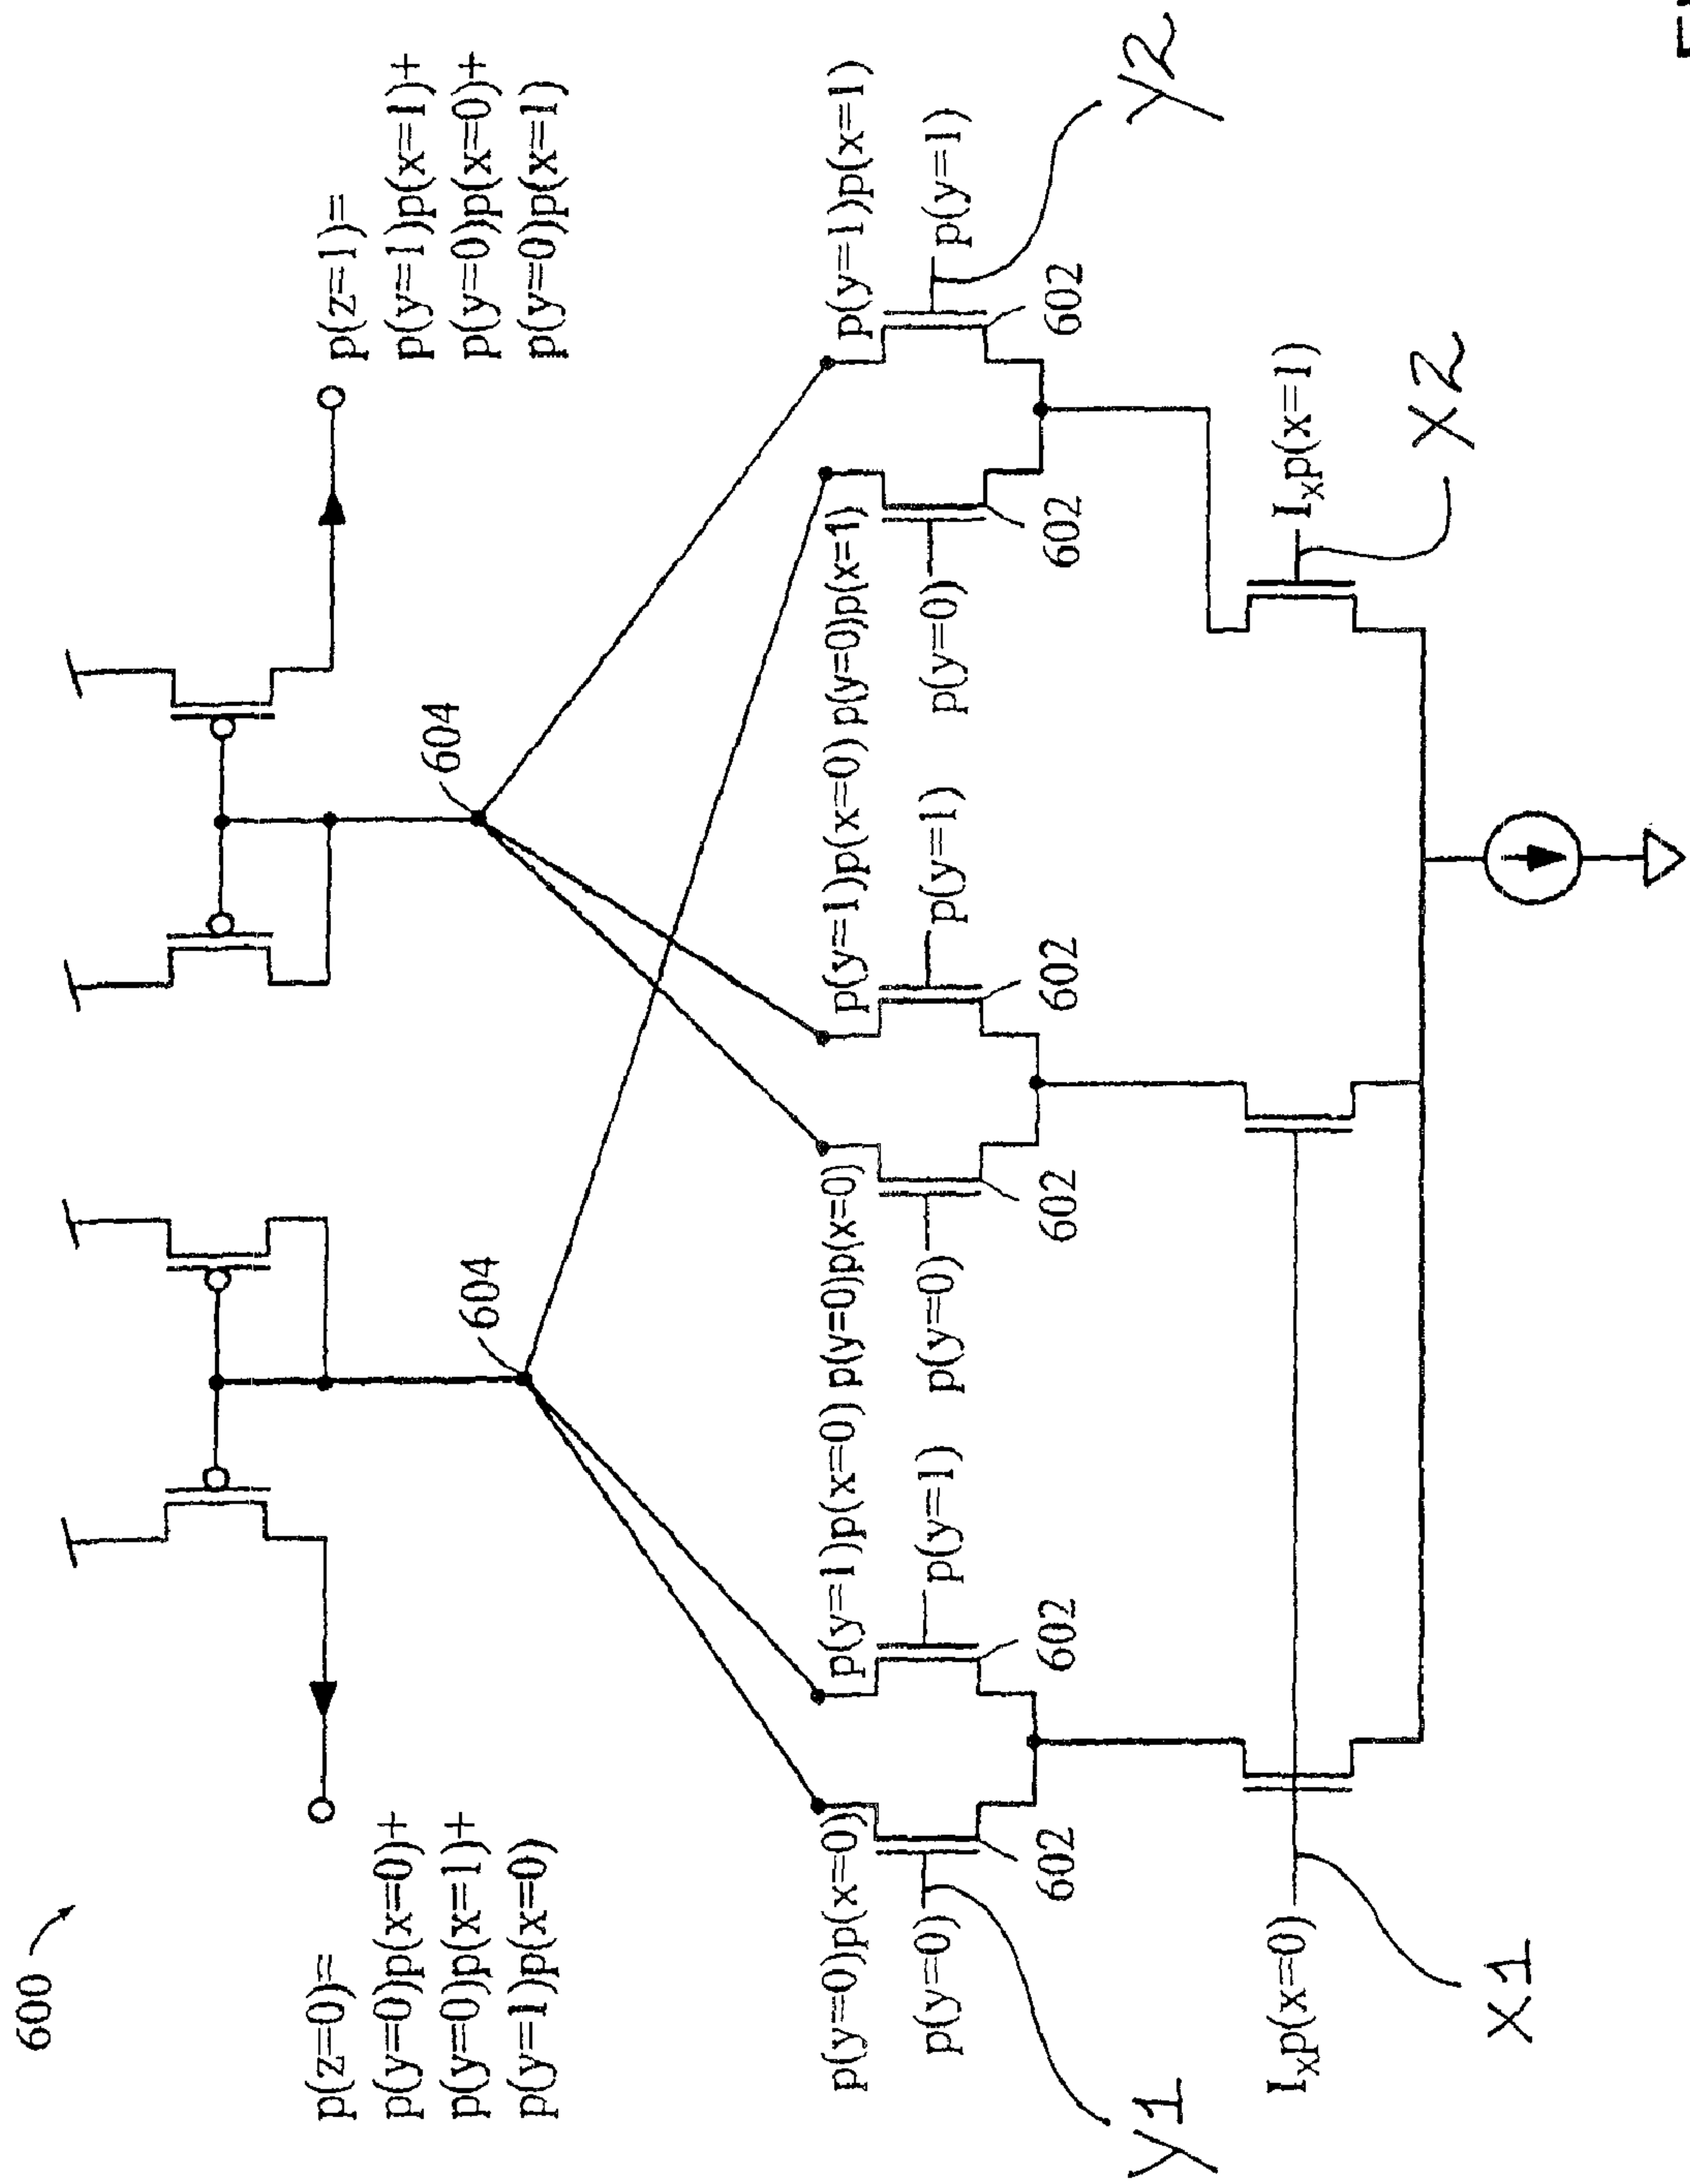 600
p(z=0)=
p(y=0)p(x=0)+
p(y=0)p(x=1)+
p(y=1)p(x=0)
p(z=1)=
p(y=1)p(x=1)+
p(y=0)p(x=0)+
p(y=0)p(x=1)
604
604
p(y=0)p(x=0)
p(y=1)p(x=0)
p(y=0)p(x=0)
p(y=1)p(x=0)
p(y=0)p(x=1)
p(y=1)p(x=1)
p(y=0)
p(y=1)
p(y=0)
p(y=1)
p(y=0)
p(y=1)
602
602
602
602
602
602
Y1
Y2
Iₓp(x=0)
Iₓp(x=1)
X1
X2